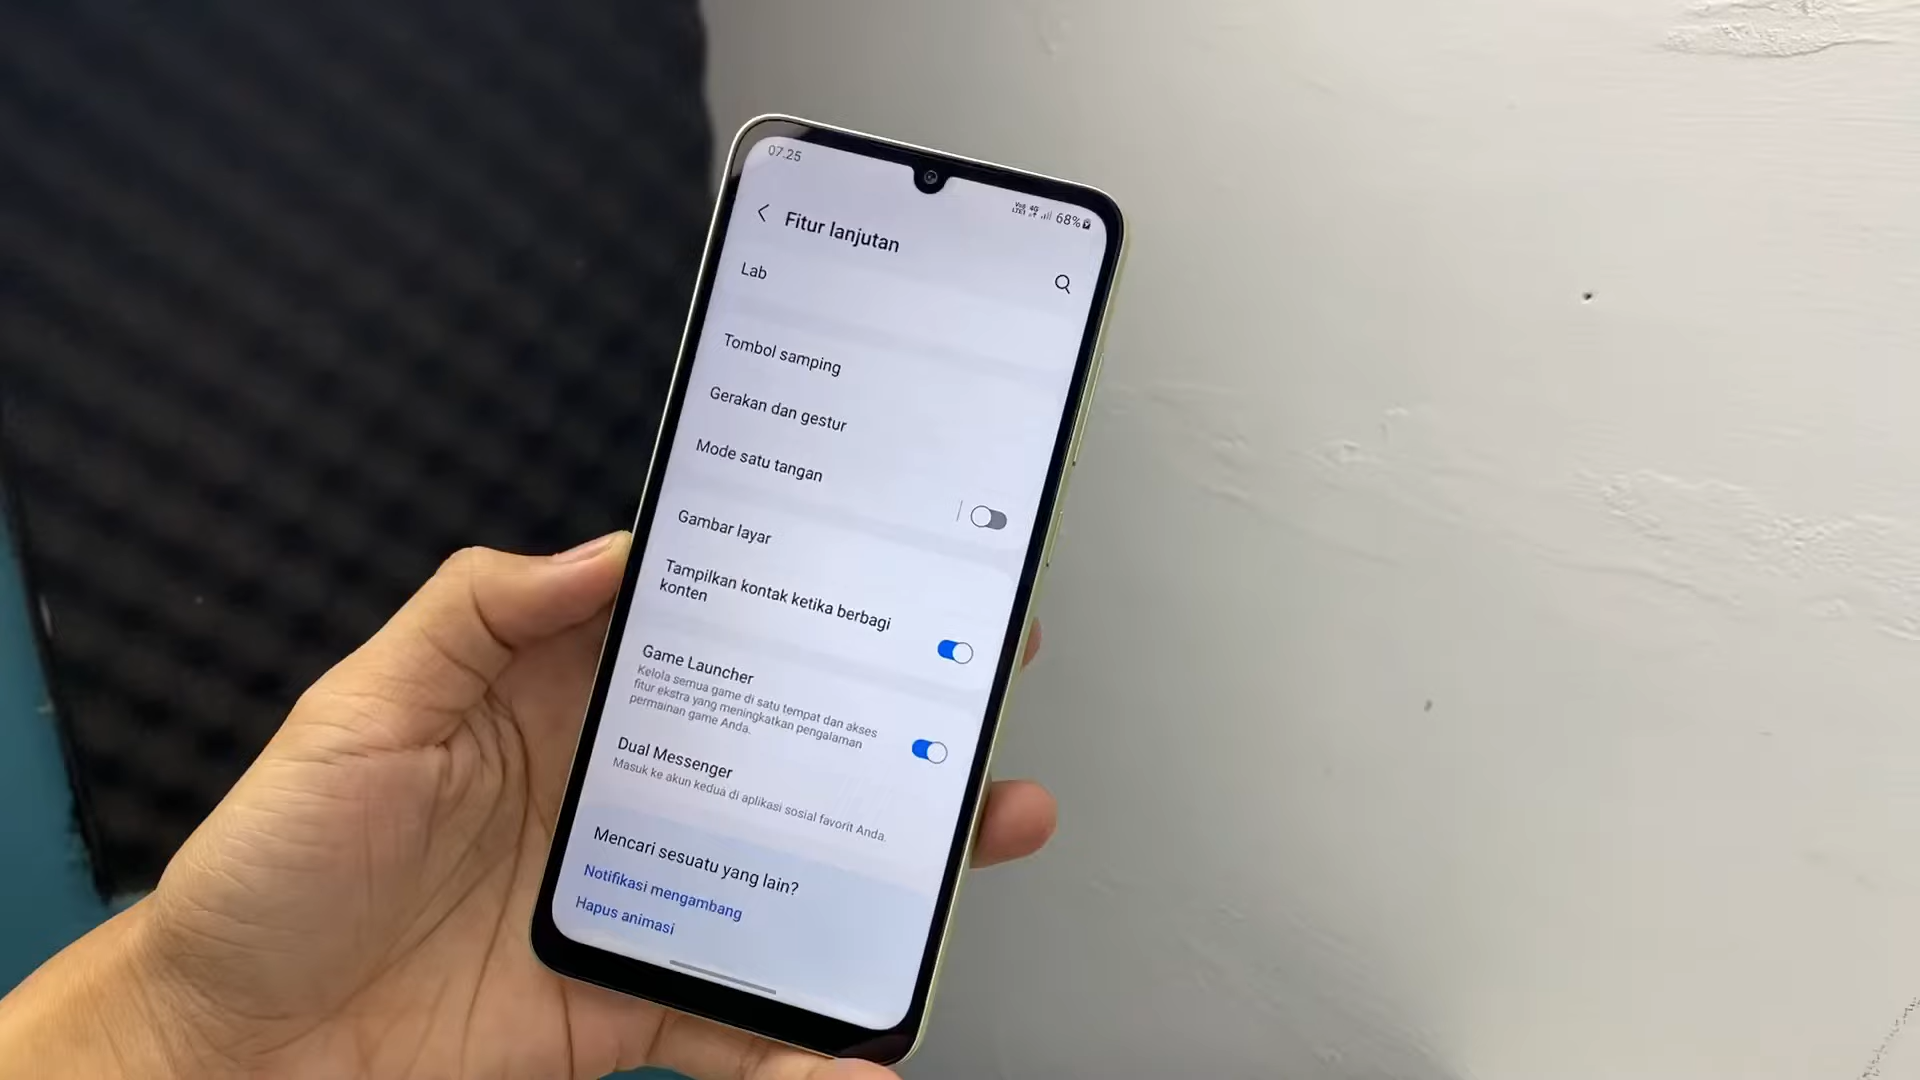 07.25
Vo) 4G
LTE1
68%
Fitur lanjutan
Lab
Tombol samping
Gerakan dan gestur
Mode satu tangan
Gambar layar
Tampilkan kontak ketika berbagi
konten
Game Launcher
Kelola semua game di satu tempat dan akses
fitur ekstra yang meningkatkan pengalaman
permainan game Anda.
Dual Messenger
Masuk ke akun kedua di aplikasi sosial favorit Anda.
Mencari sesuatu yang lain?
Notifikasi mengambang
Hapus animasi